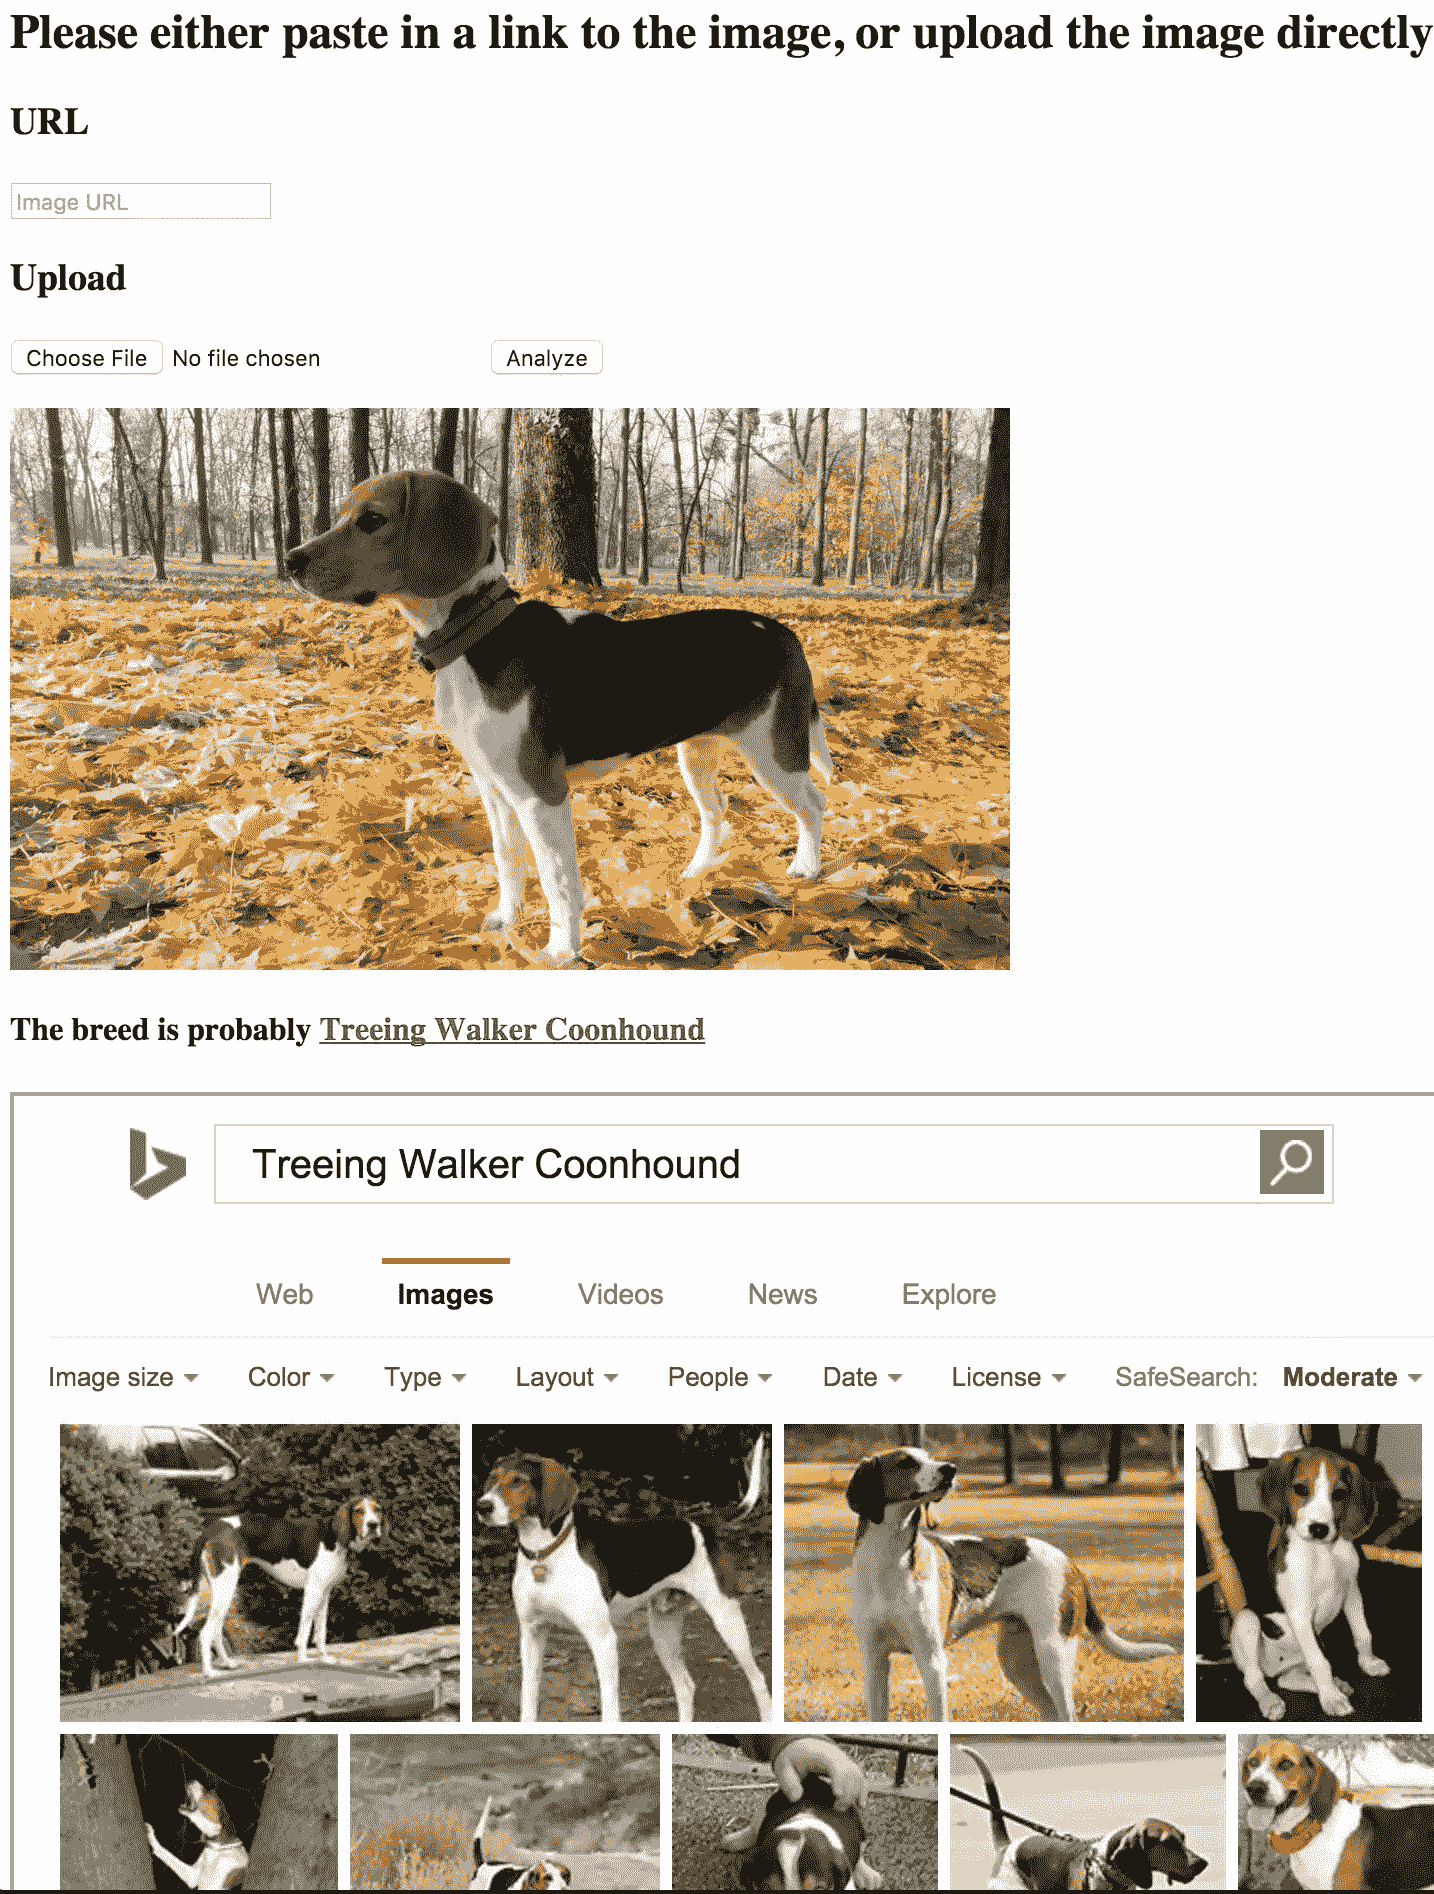 Please either paste in a link to the image, or upload the image directly
URL
Image URL
Upload
Choose File No file chosen Analyze
The breed is probably Treeing Walker Coonhound
Treeing Walker Coonhound
Web Images Videos News Explore
Image size Color Type Layout People Date License SafeSearch: Moderate